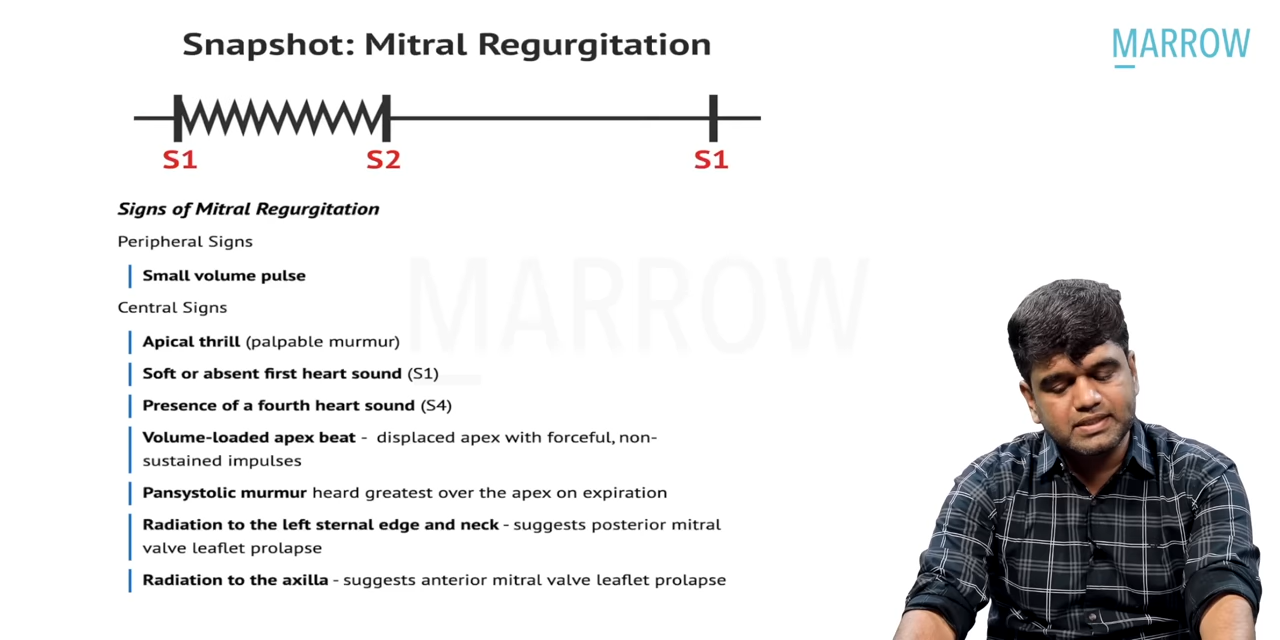 Snapshot: Mitral Regurgitation
MARROW
S1 S2 S1
Signs of Mitral Regurgitation
Peripheral Signs
Small volume pulse
Central Signs
Apical thrill (palpable murmur)
Soft or absent first heart sound (S1)
Presence of a fourth heart sound (S4)
Volume-loaded apex beat - displaced apex with forceful, non-
sustained impulses
Pansystolic murmur heard greatest over the apex on expiration
Radiation to the left sternal edge and neck - suggests posterior mitral
valve leaflet prolapse
Radiation to the axilla - suggests anterior mitral valve leaflet prolapse
MARROW